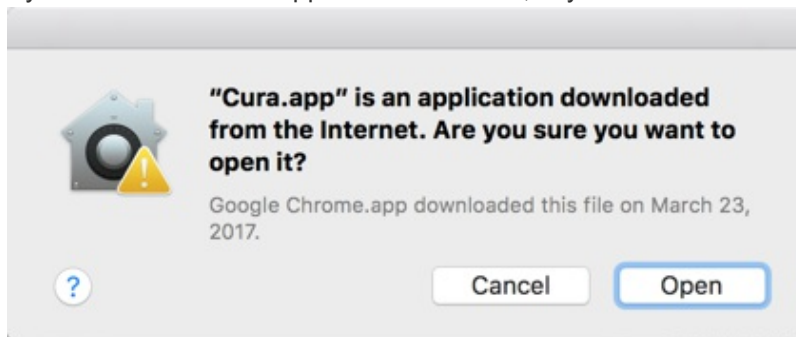 "Cura.app" is an application downloaded
from the Internet. Are you sure you want to
open it?
Google Chrome.app downloaded this file on March 23,
2017.
?
Cancel
Open